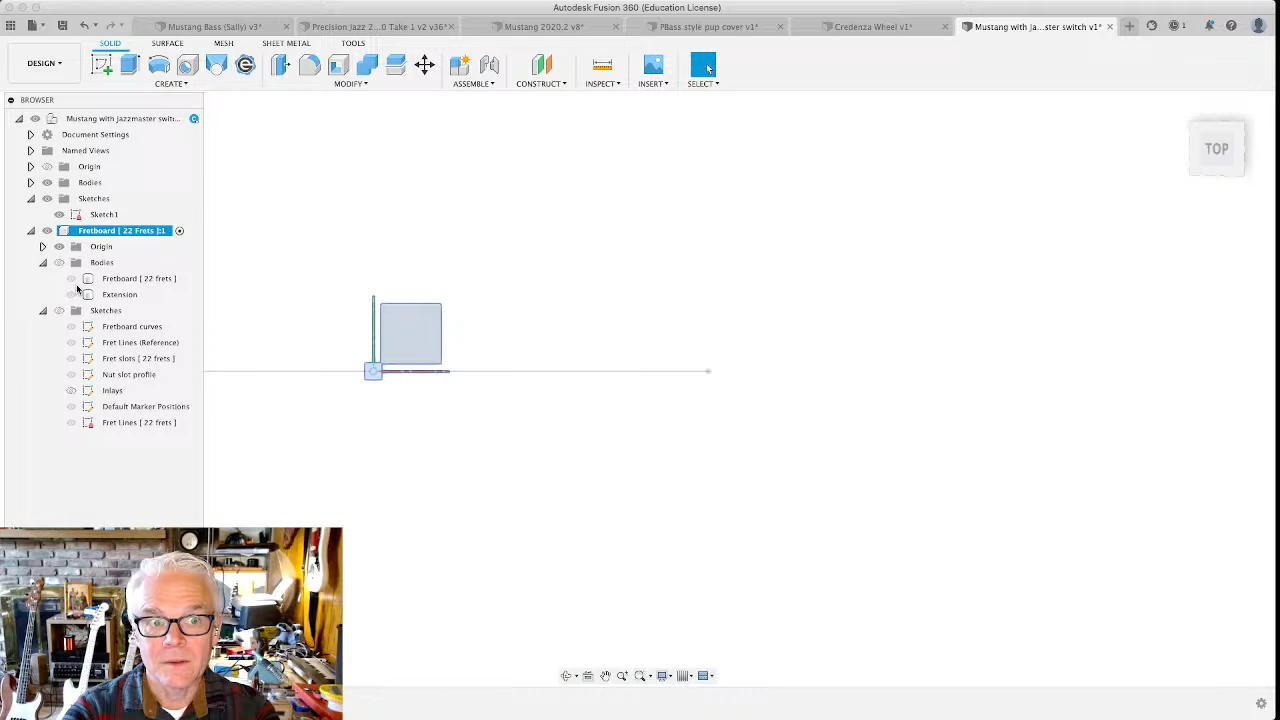 Autodesk Fusion 360 (Education License)
Mustang Bass (Sally) v3*
Precision Jazz 2...0 Take 1 v2 v36*
Mustang 2020.2 v8*
PBass style pup cover v1*
Credenza Wheel v1*
Mustang with Ja...ster switch v1*
1
DESIGN
SOLID
SURFACE
MESH
SHEET METAL
TOOLS
CREATE
MODIFY
ASSEMBLE
CONSTRUCT
INSPECT
INSERT
SELECT
BROWSER
Mustang with Jazzmaster swit...
Document Settings
Named Views
Origin
Bodies
Sketches
Sketch1
Fretboard [ 22 Frets ]:1
Origin
Bodies
Fretboard [ 22 frets ]
Extension
Sketches
Fretboard curves
Fret Lines (Reference)
Fret slots [ 22 frets ]
Nut slot profile
Inlays
Default Marker Positions
Fret Lines [ 22 frets ]
TOP